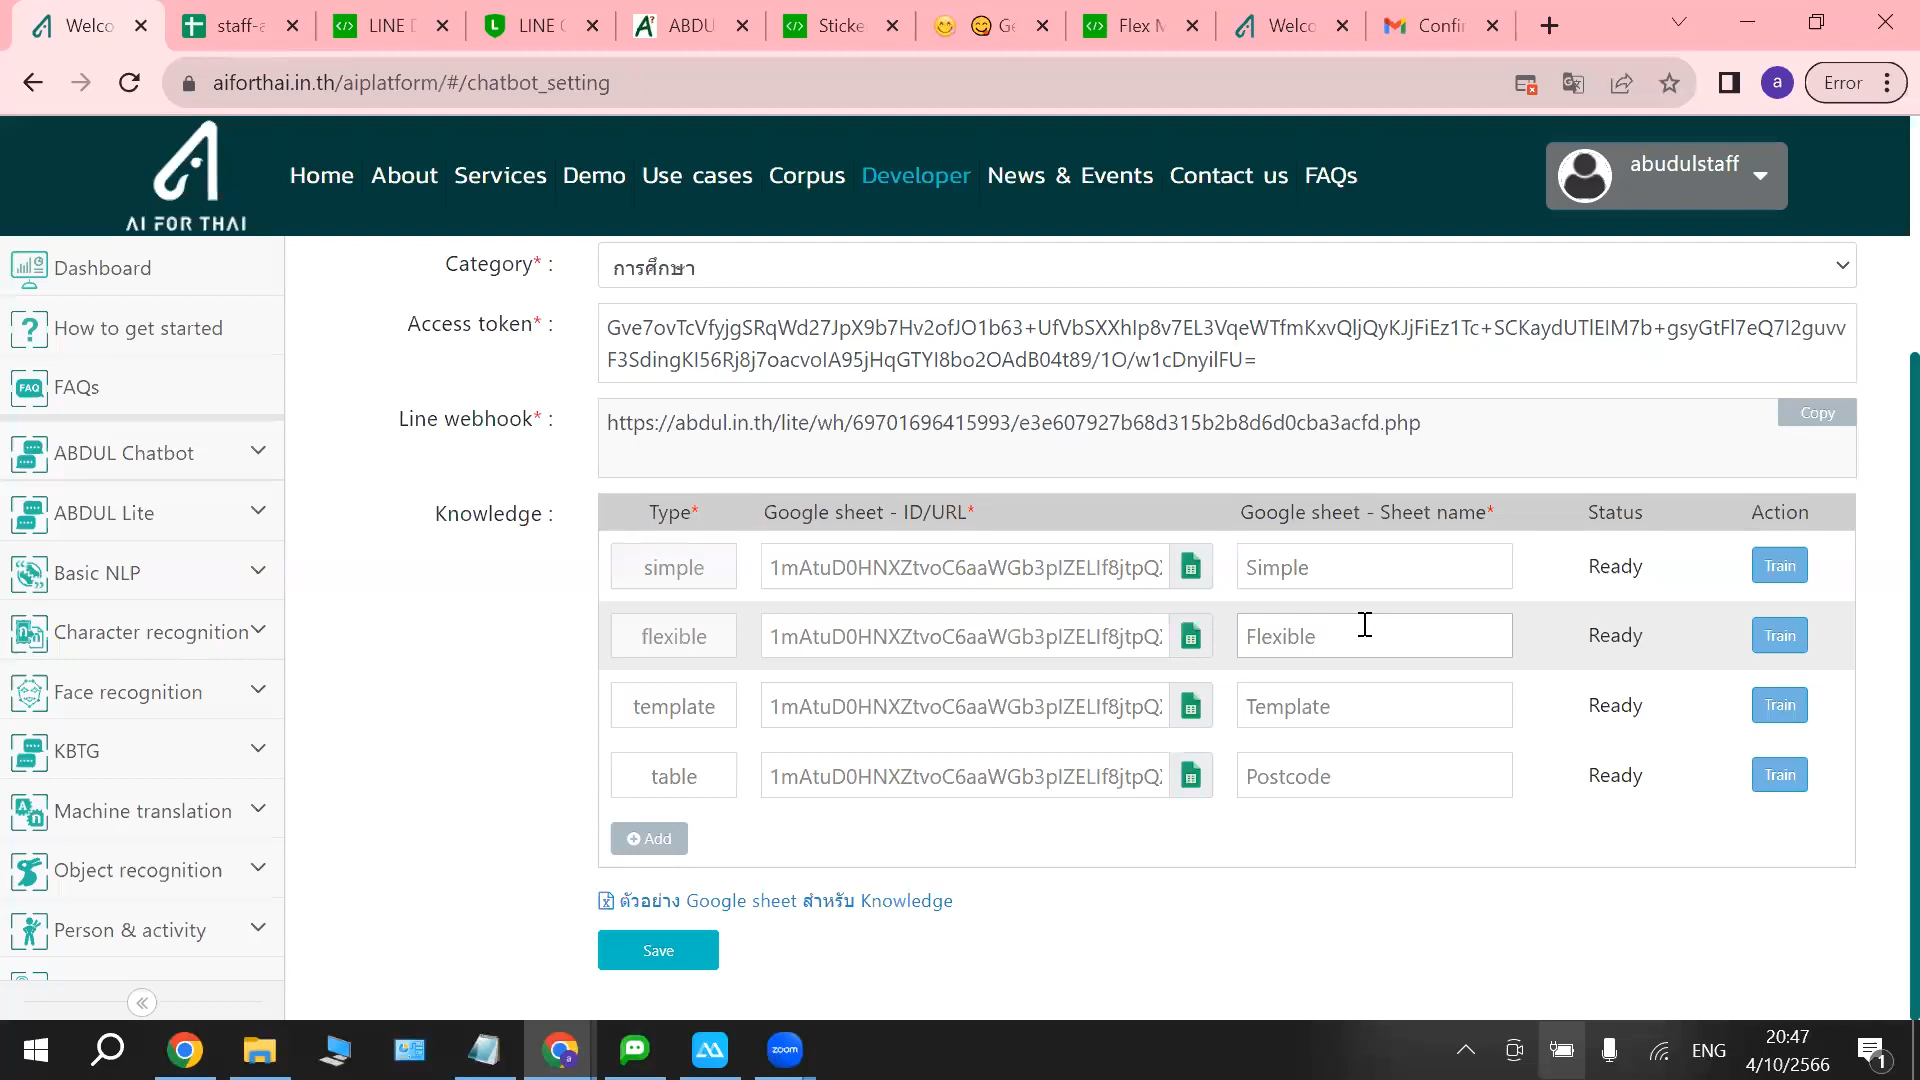 Welco
staff-a
LINE D
LINE C
ABDU
Sticke
Ge
Flex M
Welco
Confir
aiforthai.in.th/aiplatform/#/chatbot_setting
a
Error
AI FOR THAI
Home About Services Demo Use cases Corpus Developer News & Events Contact us FAQs
abudulstaff
Dashboard
How to get started
FAQs
ABDUL Chatbot
ABDUL Lite
Basic NLP
Character recognition
Face recognition
KBTG
Machine translation
Object recognition
Person & activity
Category* :
การศึกษา
Access token* :
Gve7ovTcVfyjgSRqWd27JpX9b7Hv2ofJO1b63+UfVbSXXhIp8v7EL3VqeWTfmKxvQljQyKJjFiEz1Tc+SCKaydUTlEIM7b+gsyGtFl7eQ7I2guvv
F3SdingKI56Rj8j7oacvoIA95jHqGTYI8bo2OAdB04t89/1O/w1cDnyilFU=
Line webhook* :
https://abdul.in.th/lite/wh/69701696415993/e3e607927b68d315b2b8d6d0cba3acfd.php
Copy
Knowledge :
Type* Google sheet - ID/URL* Google sheet - Sheet name* Status Action
simple 1mAtuD0HNXZtvoC6aaWGb3pIZELIf8jtpQ Simple Ready Train
flexible 1mAtuD0HNXZtvoC6aaWGb3pIZELIf8jtpQ Flexible Ready Train
template 1mAtuD0HNXZtvoC6aaWGb3pIZELIf8jtpQ Template Ready Train
table 1mAtuD0HNXZtvoC6aaWGb3pIZELIf8jtpQ Postcode Ready Train
Add
ตัวอย่าง Google sheet สำหรับ Knowledge
Save
zoom
ENG
20:47
4/10/2566
1